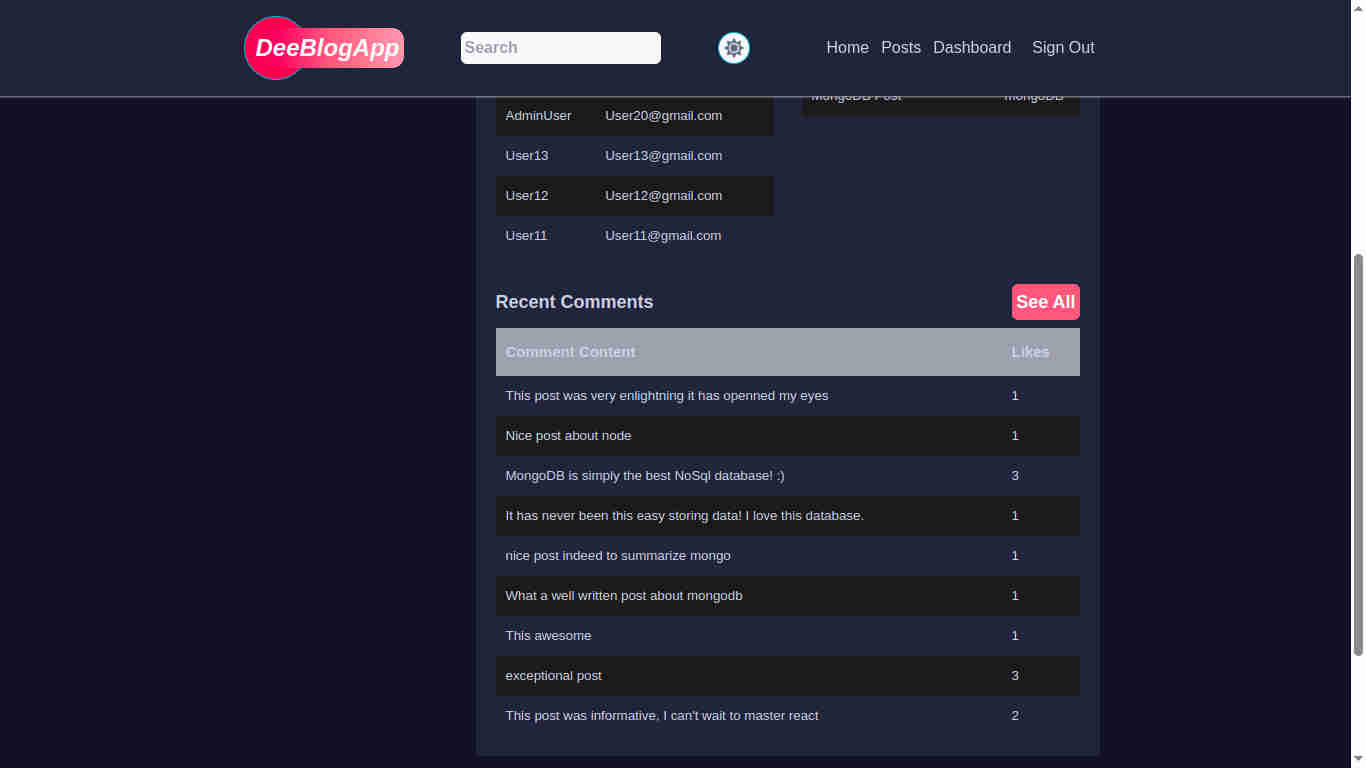 DeeBlogApp Search Home Posts Dashboard Sign Out
MongoDB Post mongoDB
AdminUser User20@gmail.com
User13 User13@gmail.com
User12 User12@gmail.com
User11 User11@gmail.com
Recent Comments See All
Comment Content Likes
This post was very enlightning it has openned my eyes 1
Nice post about node 1
MongoDB is simply the best NoSql database! :) 3
It has never been this easy storing data! I love this database. 1
nice post indeed to summarize mongo 1
What a well written post about mongodb 1
This awesome 1
exceptional post 3
This post was informative, I can't wait to master react 2